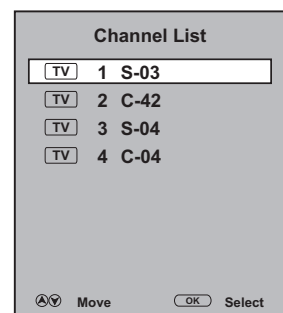 Channel List
TV 1 S-03
TV 2 C-42
TV 3 S-04
TV 4 C-04
Move OK Select